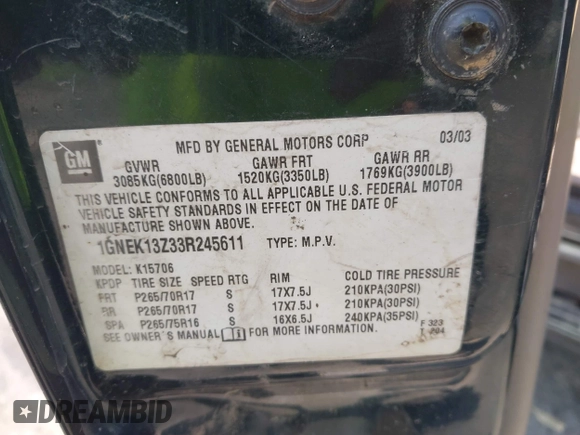 GM
MFD BY GENERAL MOTORS CORP 03/03
GVWR GAWR FRT GAWR RR
3085KG(6800LB) 1520KG(3350LB) 1769KG(3900LB)
THIS VEHICLE CONFORMS TO ALL APPLICABLE U.S. FEDERAL MOTOR
VEHICLE SAFETY STANDARDS IN EFFECT ON THE DATE OF
MANUFACTURE SHOWN ABOVE.
1GNEK13Z33R245611 TYPE: M.P.V.
MODEL: K15706
KPDP TIRE SIZE SPEED RTG RIM COLD TIRE PRESSURE
FRT P265/70R17 S 17X7.5J 210KPA(30PSI)
RR P265/70R17 S 17X7.5J 210KPA(30PSI)
SPA P265/75R16 S 16X6.5J 240KPA(35PSI)
SEE OWNER'S MANUAL FOR MORE INFORMATION.
F 323
T 294
DREAMBID